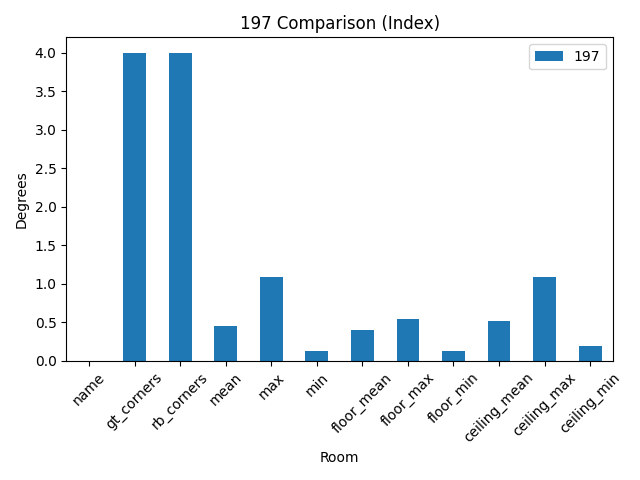 197 Comparison (Index)
197
Degrees
4.0
3.5
3.0
2.5
2.0
1.5
1.0
0.5
0.0
name
gt_corners
rb_corners
mean
max
min
floor_mean
floor_max
floor_min
ceiling_mean
ceiling_max
ceiling_min
Room